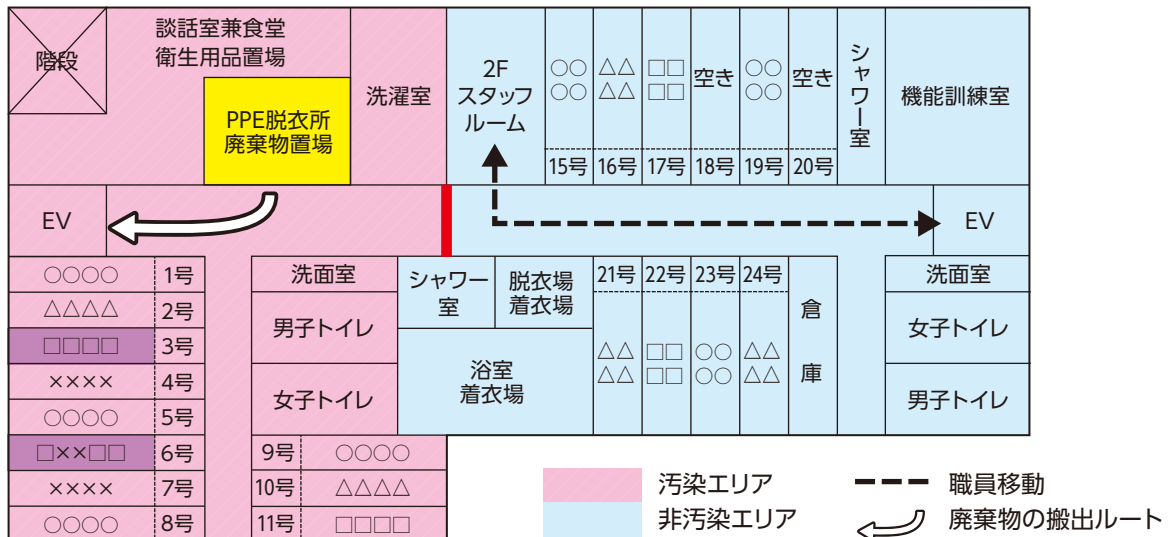 階段
談話室兼食堂
衛生用品置場
PPE脱衣所
廃棄物置場
洗濯室
2F
スタッフ
ルーム
○○
○○
15号
△△
△△
16号
□□
□□
17号
空き
18号
○○
○○
19号
空き
20号
シャワー室
機能訓練室
EV
EV
○○○○ 1号
△△△△ 2号
□□□□ 3号
×××× 4号
○○○○ 5号
□××□□ 6号
×××× 7号
○○○○ 8号
洗面室
男子トイレ
女子トイレ
9号 ○○○○
10号 △△△△
11号 □□□□
シャワー
室
脱衣場
着衣場
浴室
着衣場
21号
△△
△△
22号
□□
□□
23号
○○
○○
24号
△△
△△
倉庫
洗面室
女子トイレ
男子トイレ
汚染エリア
非汚染エリア
職員移動
廃棄物の搬出ルート